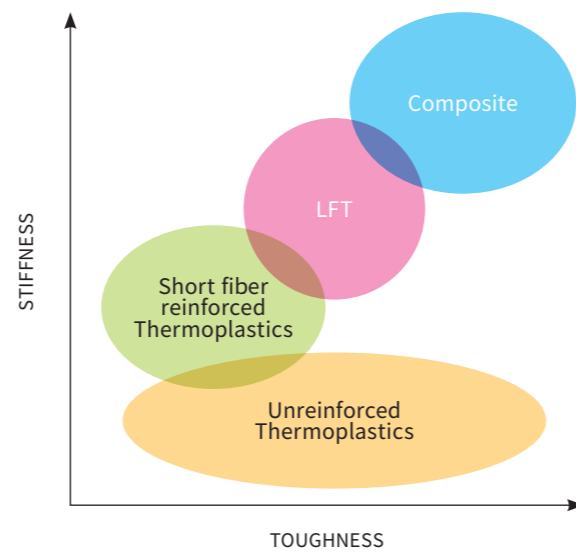 Composite
LFT
STIFFNESS
Short fiber
reinforced
Thermoplastics
Unreinforced
Thermoplastics
TOUGHNESS